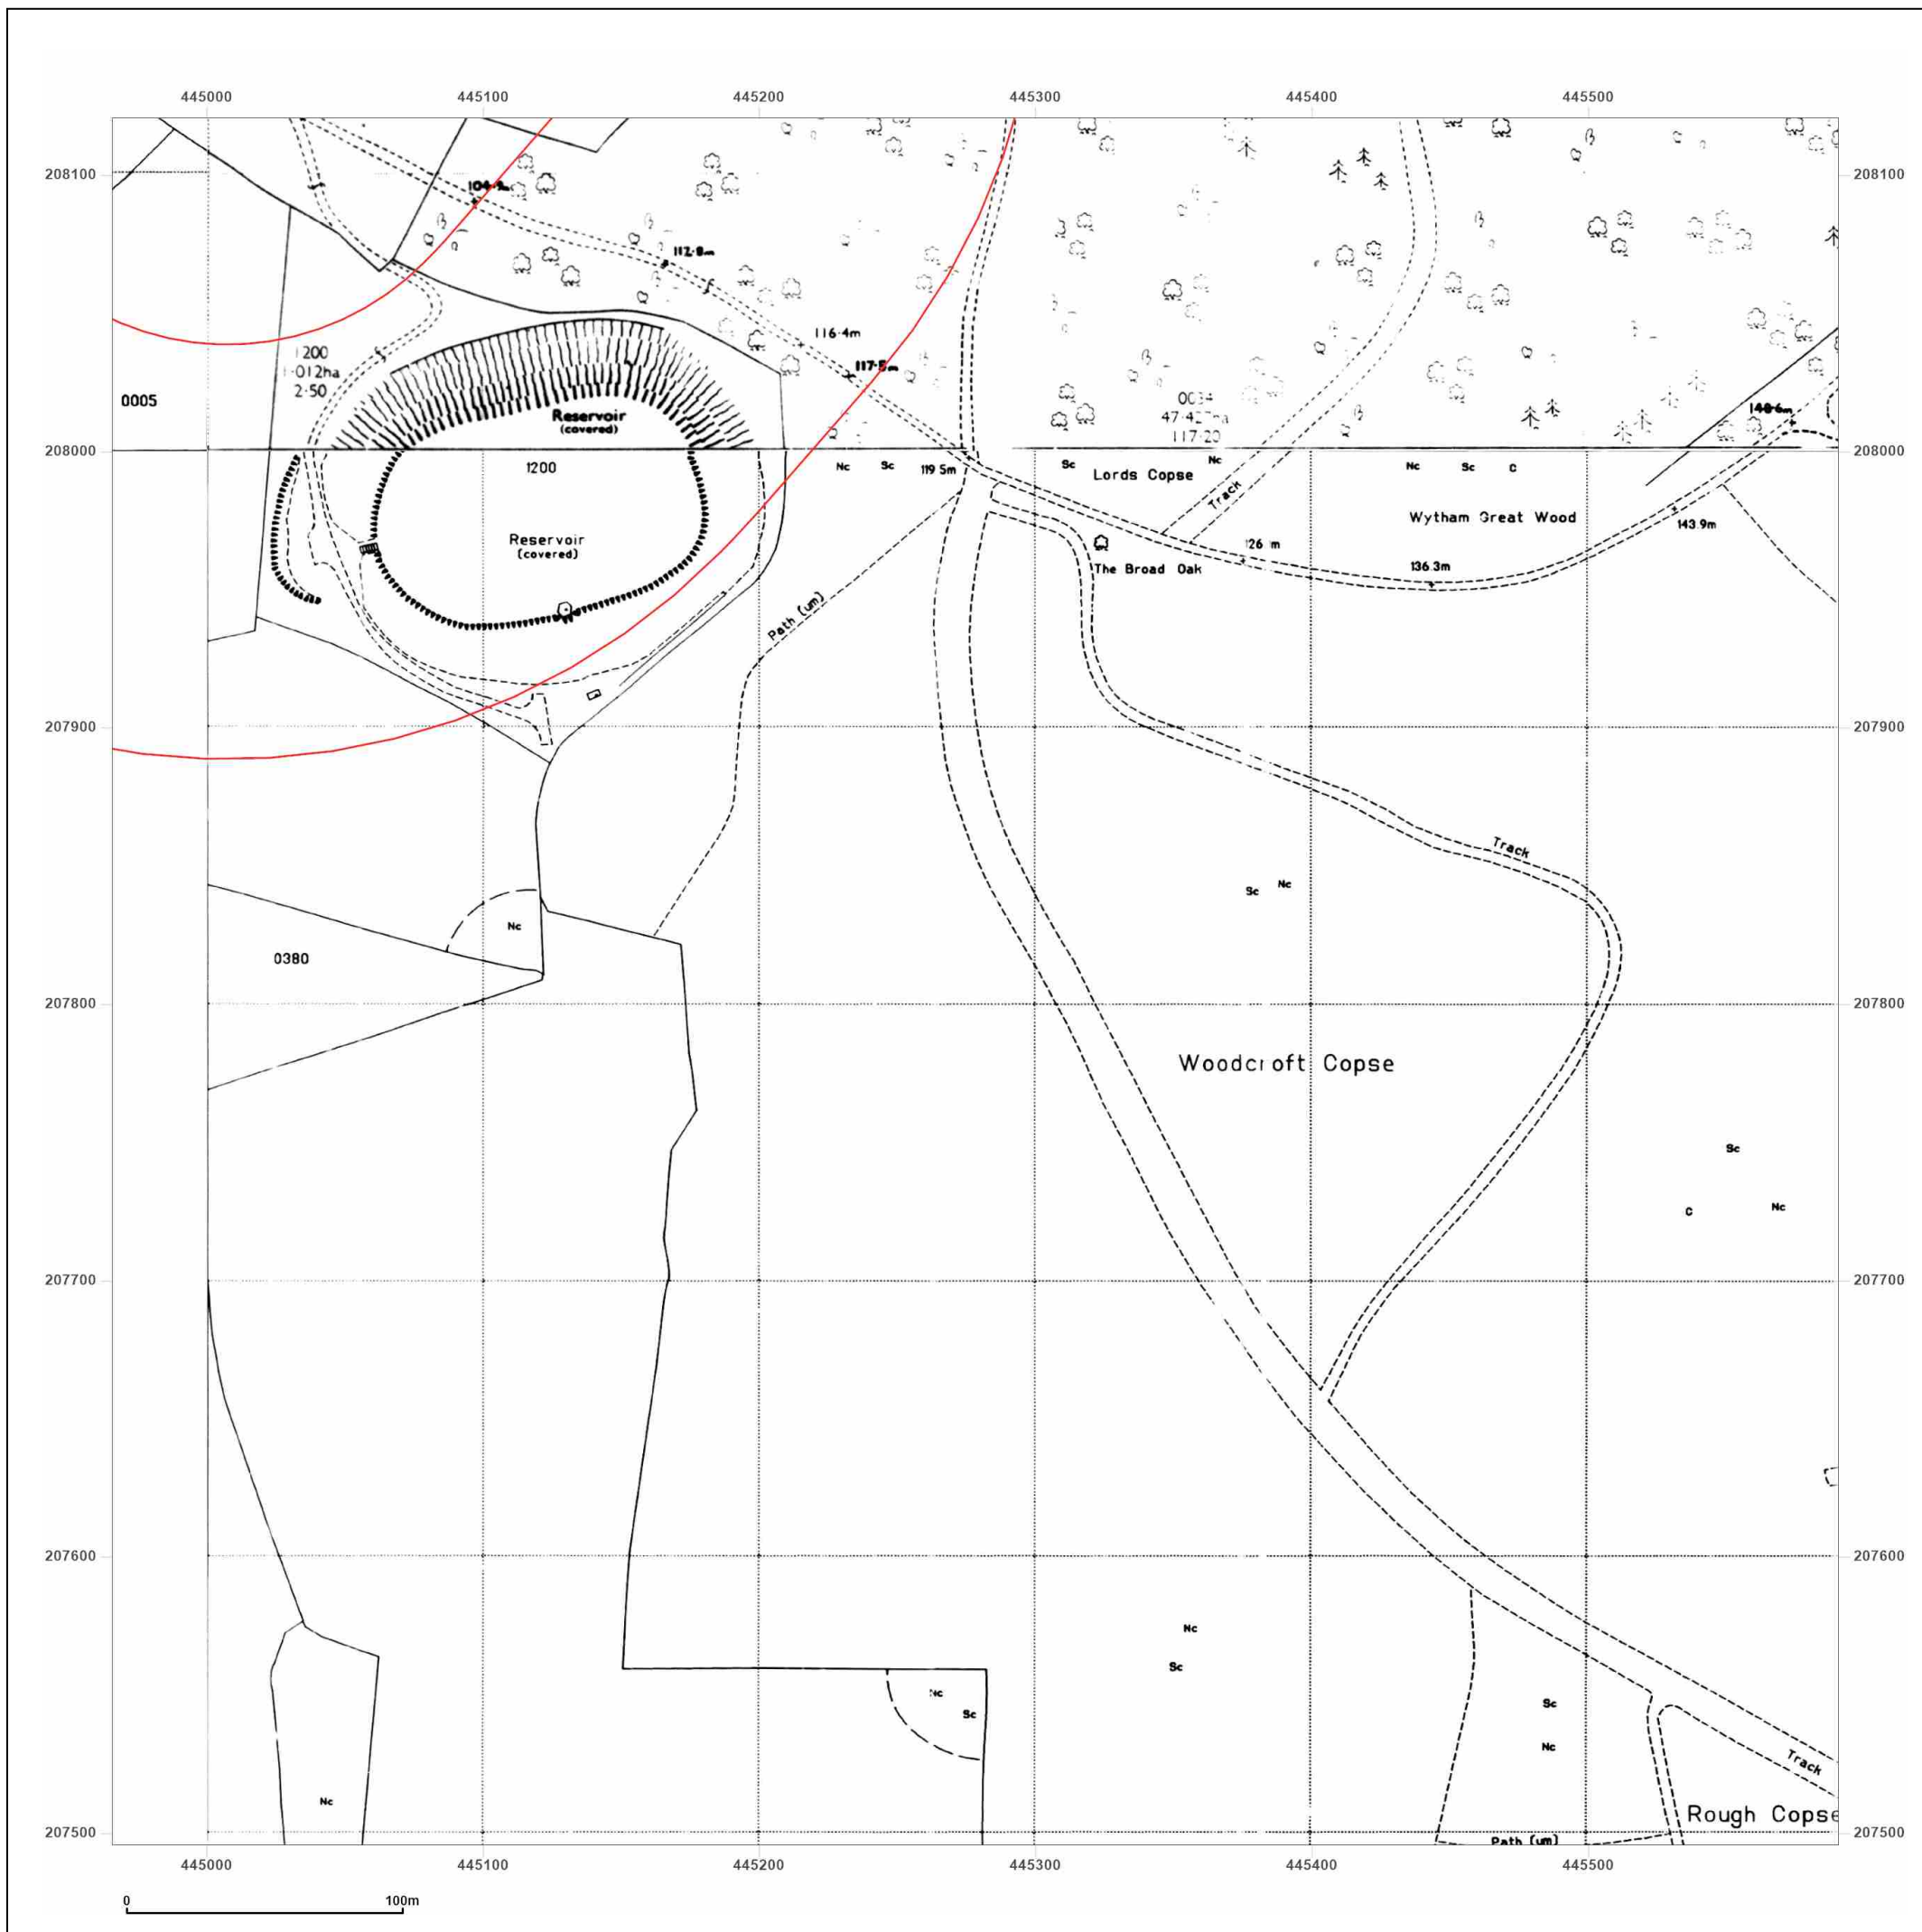 445000 445100 445200 445300 445400 445500
208100 208100
104.9m
112.8m
116.4m
117.5m
1200
1.012ha
2.50
0005
Reservoir
(covered)
47.427ha
117.20
148.6m
208000 208000
1200
Nc Sc 119.5m Sc Nc Nc Sc C
Lords Copse
Track
Wytham Great Wood
143.9m
Reservoir
(covered)
The Broad Oak
136.3m
Path (um)
207900 207900
Track
Sc Nc
Nc
0380
207800 207800
Woodcroft Copse
Sc
C Nc
207700 207700
207600 207600
Nc
Sc
Nc
Sc
Sc
Nc
Track
Nc
Rough Copse
207500 207500
Path (um)
445000 445100 445200 445300 445400 445500
0 100m